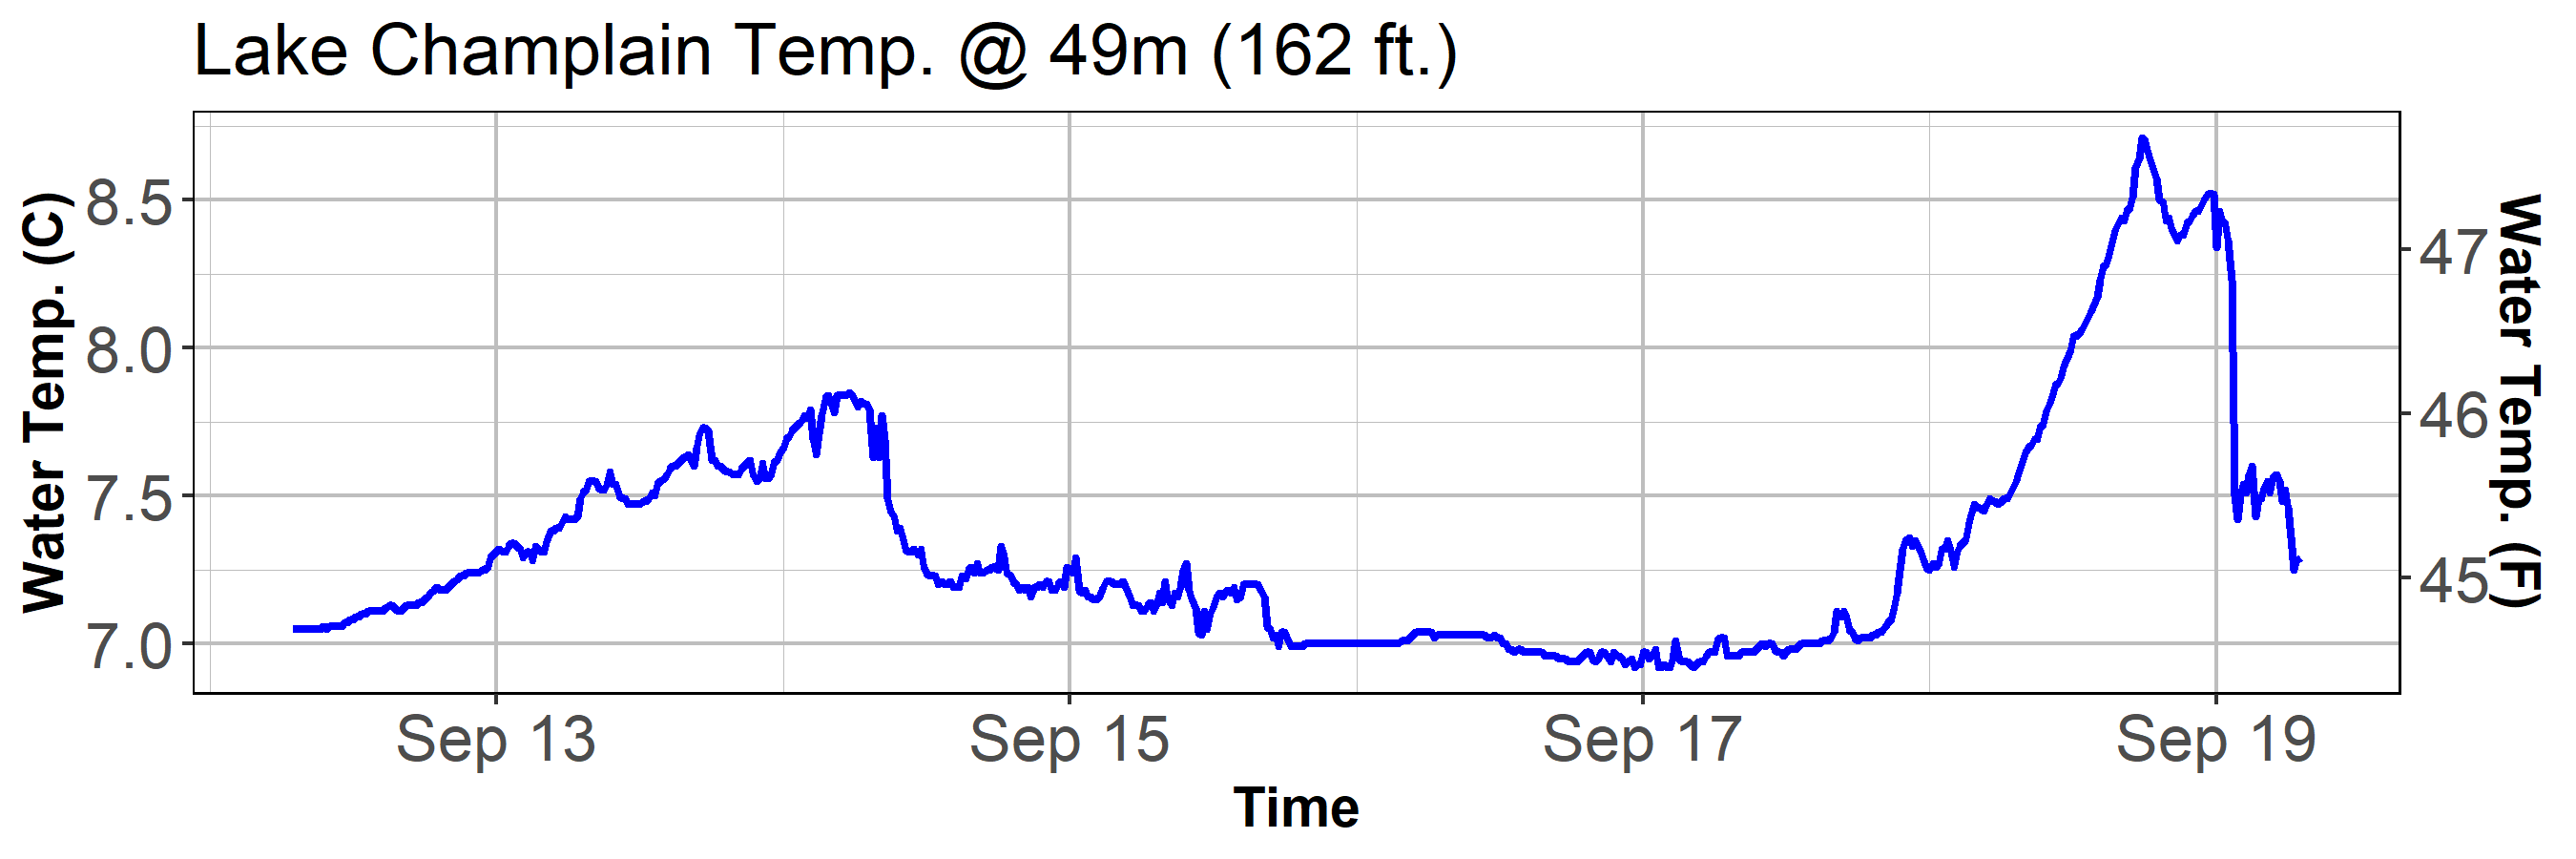 Lake Champlain Temp. @ 49m (162 ft.)
Water Temp. (C)
8.5
8.0
7.5
7.0
47
46
45
Water Temp. (F)
Sep 13
Sep 15
Sep 17
Sep 19
Time